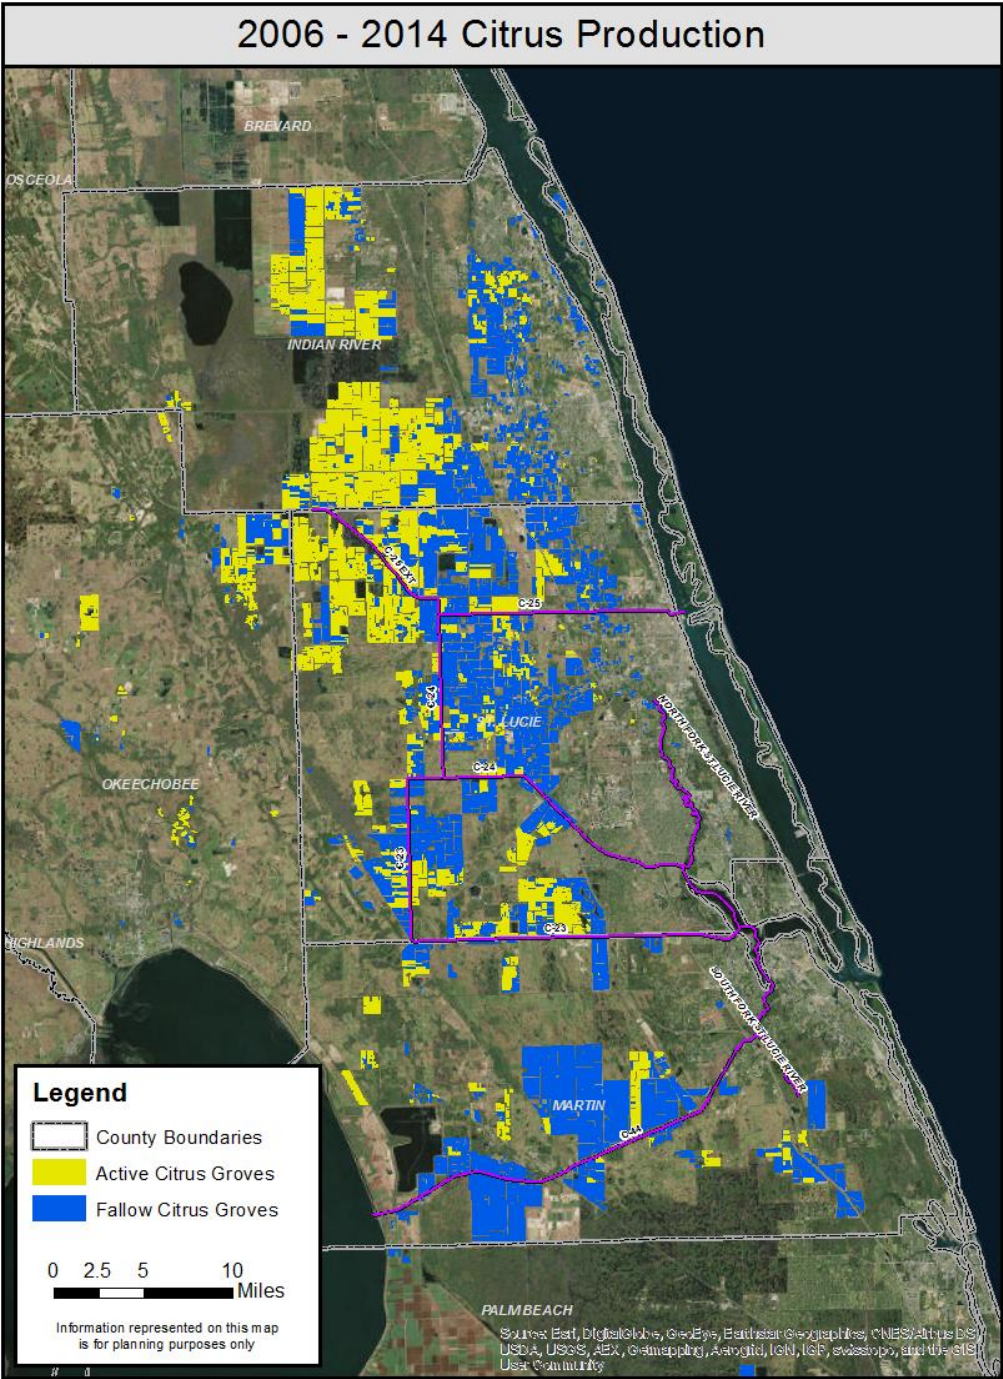 2006 - 2014 Citrus Production
BREVARD
OSCEOLA
INDIAN RIVER
C-25 EXT
C-25
C-24
ST. LUCIE
NORTH FORK ST LUCIE RIVER
C-24
OKEECHOBEE
C-23
C-23
HIGHLANDS
SOUTH FORK ST LUCIE RIVER
MARTIN
C-44
Legend
County Boundaries
Active Citrus Groves
Fallow Citrus Groves
0 2.5 5 10
Miles
Information represented on this map
is for planning purposes only
PALM BEACH
Source: Esri, DigitalGlobe, GeoEye, Earthstar Geographics, CNES/Airbus DS,
USDA, USGS, AEX, Getmapping, Aerogrid, IGN, IGP, swisstopo, and the GIS
User Community